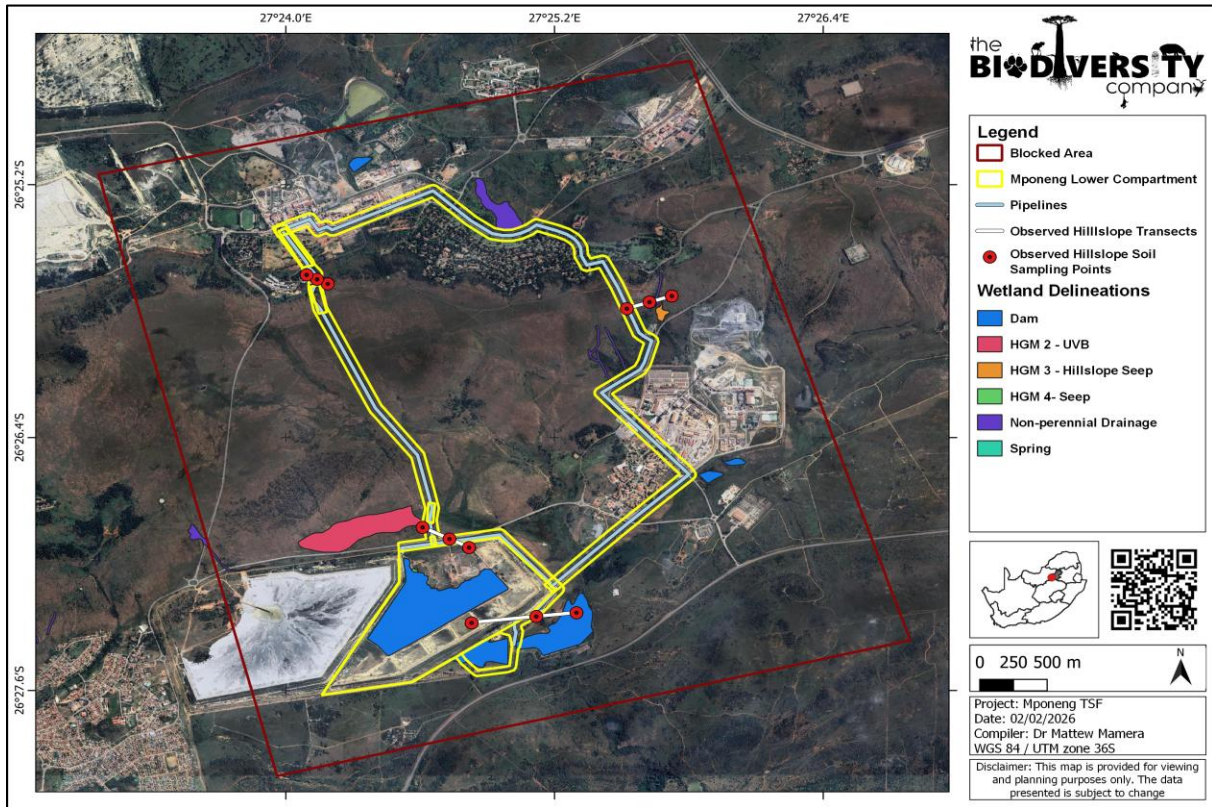 27°24.0'E 27°25.2'E 27°26.4'E
26°25.2'S
26°26.4'S
26°27.6'S
the
BIODIVERSITY
company
Legend
Blocked Area
Mponeng Lower Compartment
Pipelines
Observed Hilllslope Transects
Observed Hillslope Soil
Sampling Points
Wetland Delineations
Dam
HGM 2 - UVB
HGM 3 - Hillslope Seep
HGM 4- Seep
Non-perennial Drainage
Spring
0 250 500 m
N
Project: Mponeng TSF
Date: 02/02/2026
Compiler: Dr Mattew Mamera
WGS 84 / UTM zone 36S
Disclaimer: This map is provided for viewing
and planning purposes only. The data
presented is subject to change